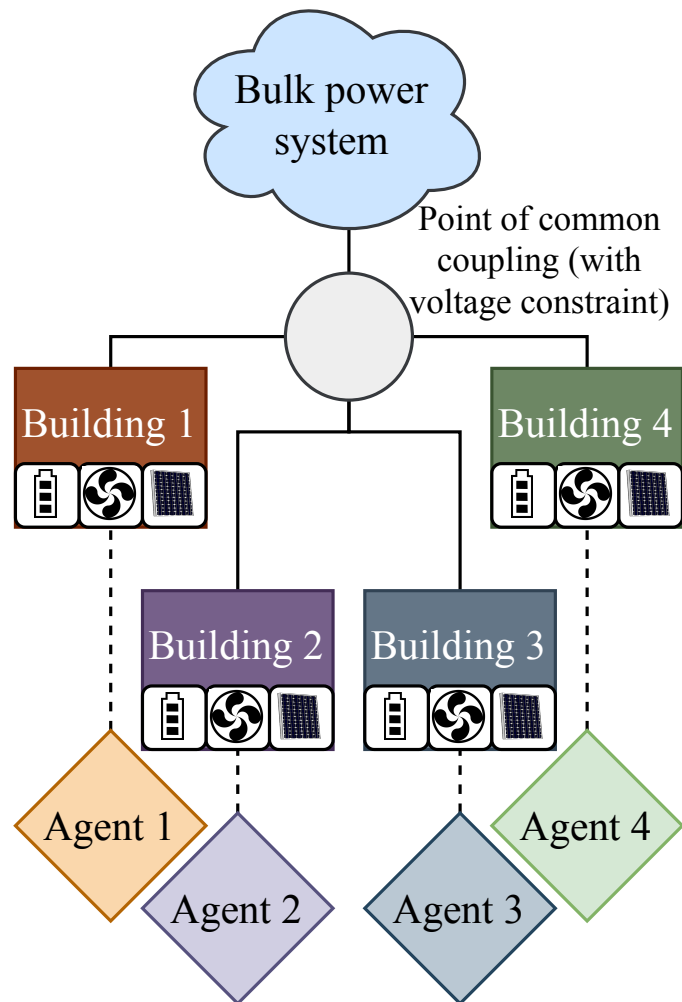 Bulk power
system
Point of common
coupling (with
voltage constraint)
Building 1
Building 4
Building 2
Building 3
Agent 1
Agent 4
Agent 2
Agent 3